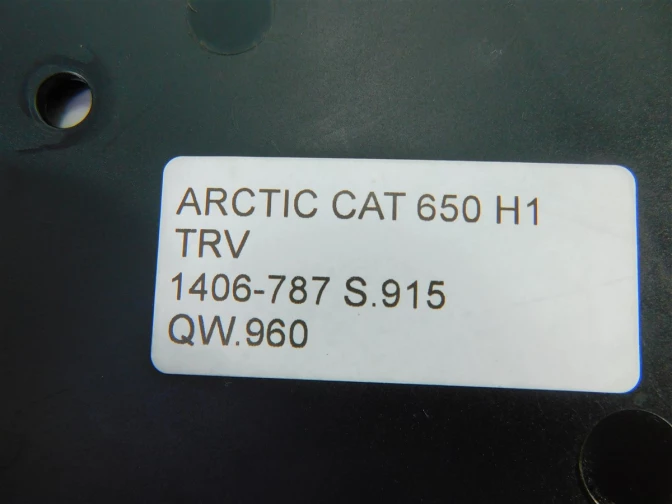 ARCTIC CAT 650 H1
TRV
1406-787 S.915
QW.960